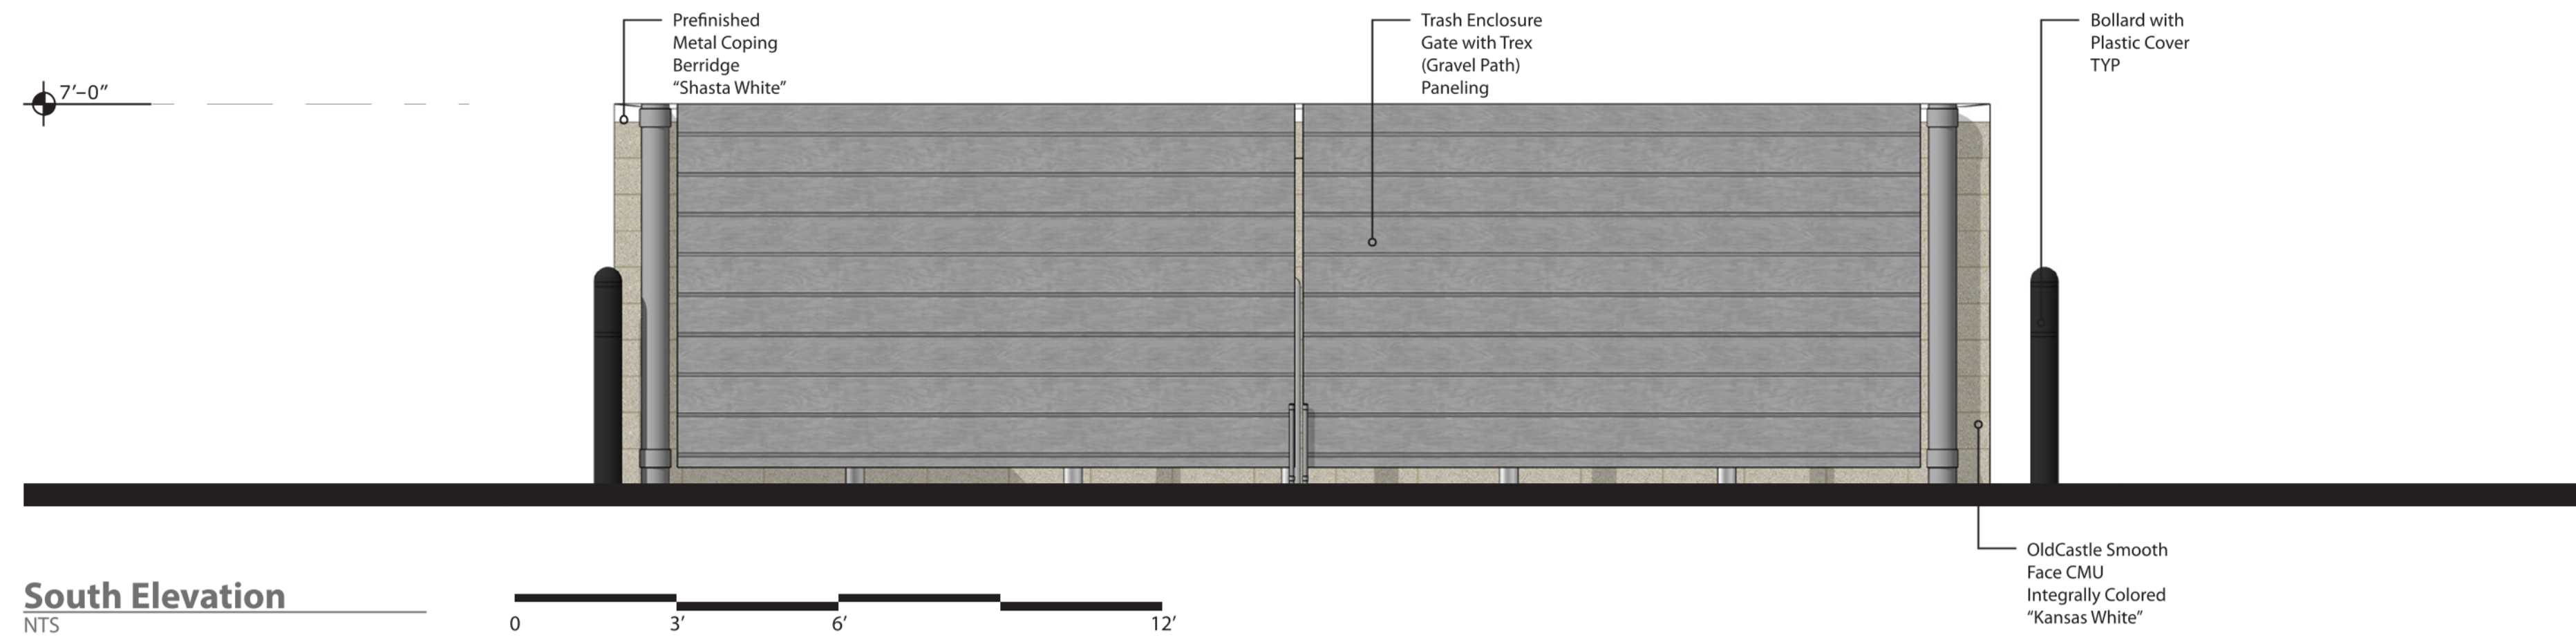 Prefinished
Metal Coping
Berridge
“Shasta White”
Trash Enclosure
Gate with Trex
(Gravel Path)
Paneling
Bollard with
Plastic Cover
TYP
7’–0”
OldCastle Smooth
Face CMU
Integrally Colored
“Kansas White”
South Elevation
NTS
0 3’ 6’ 12’